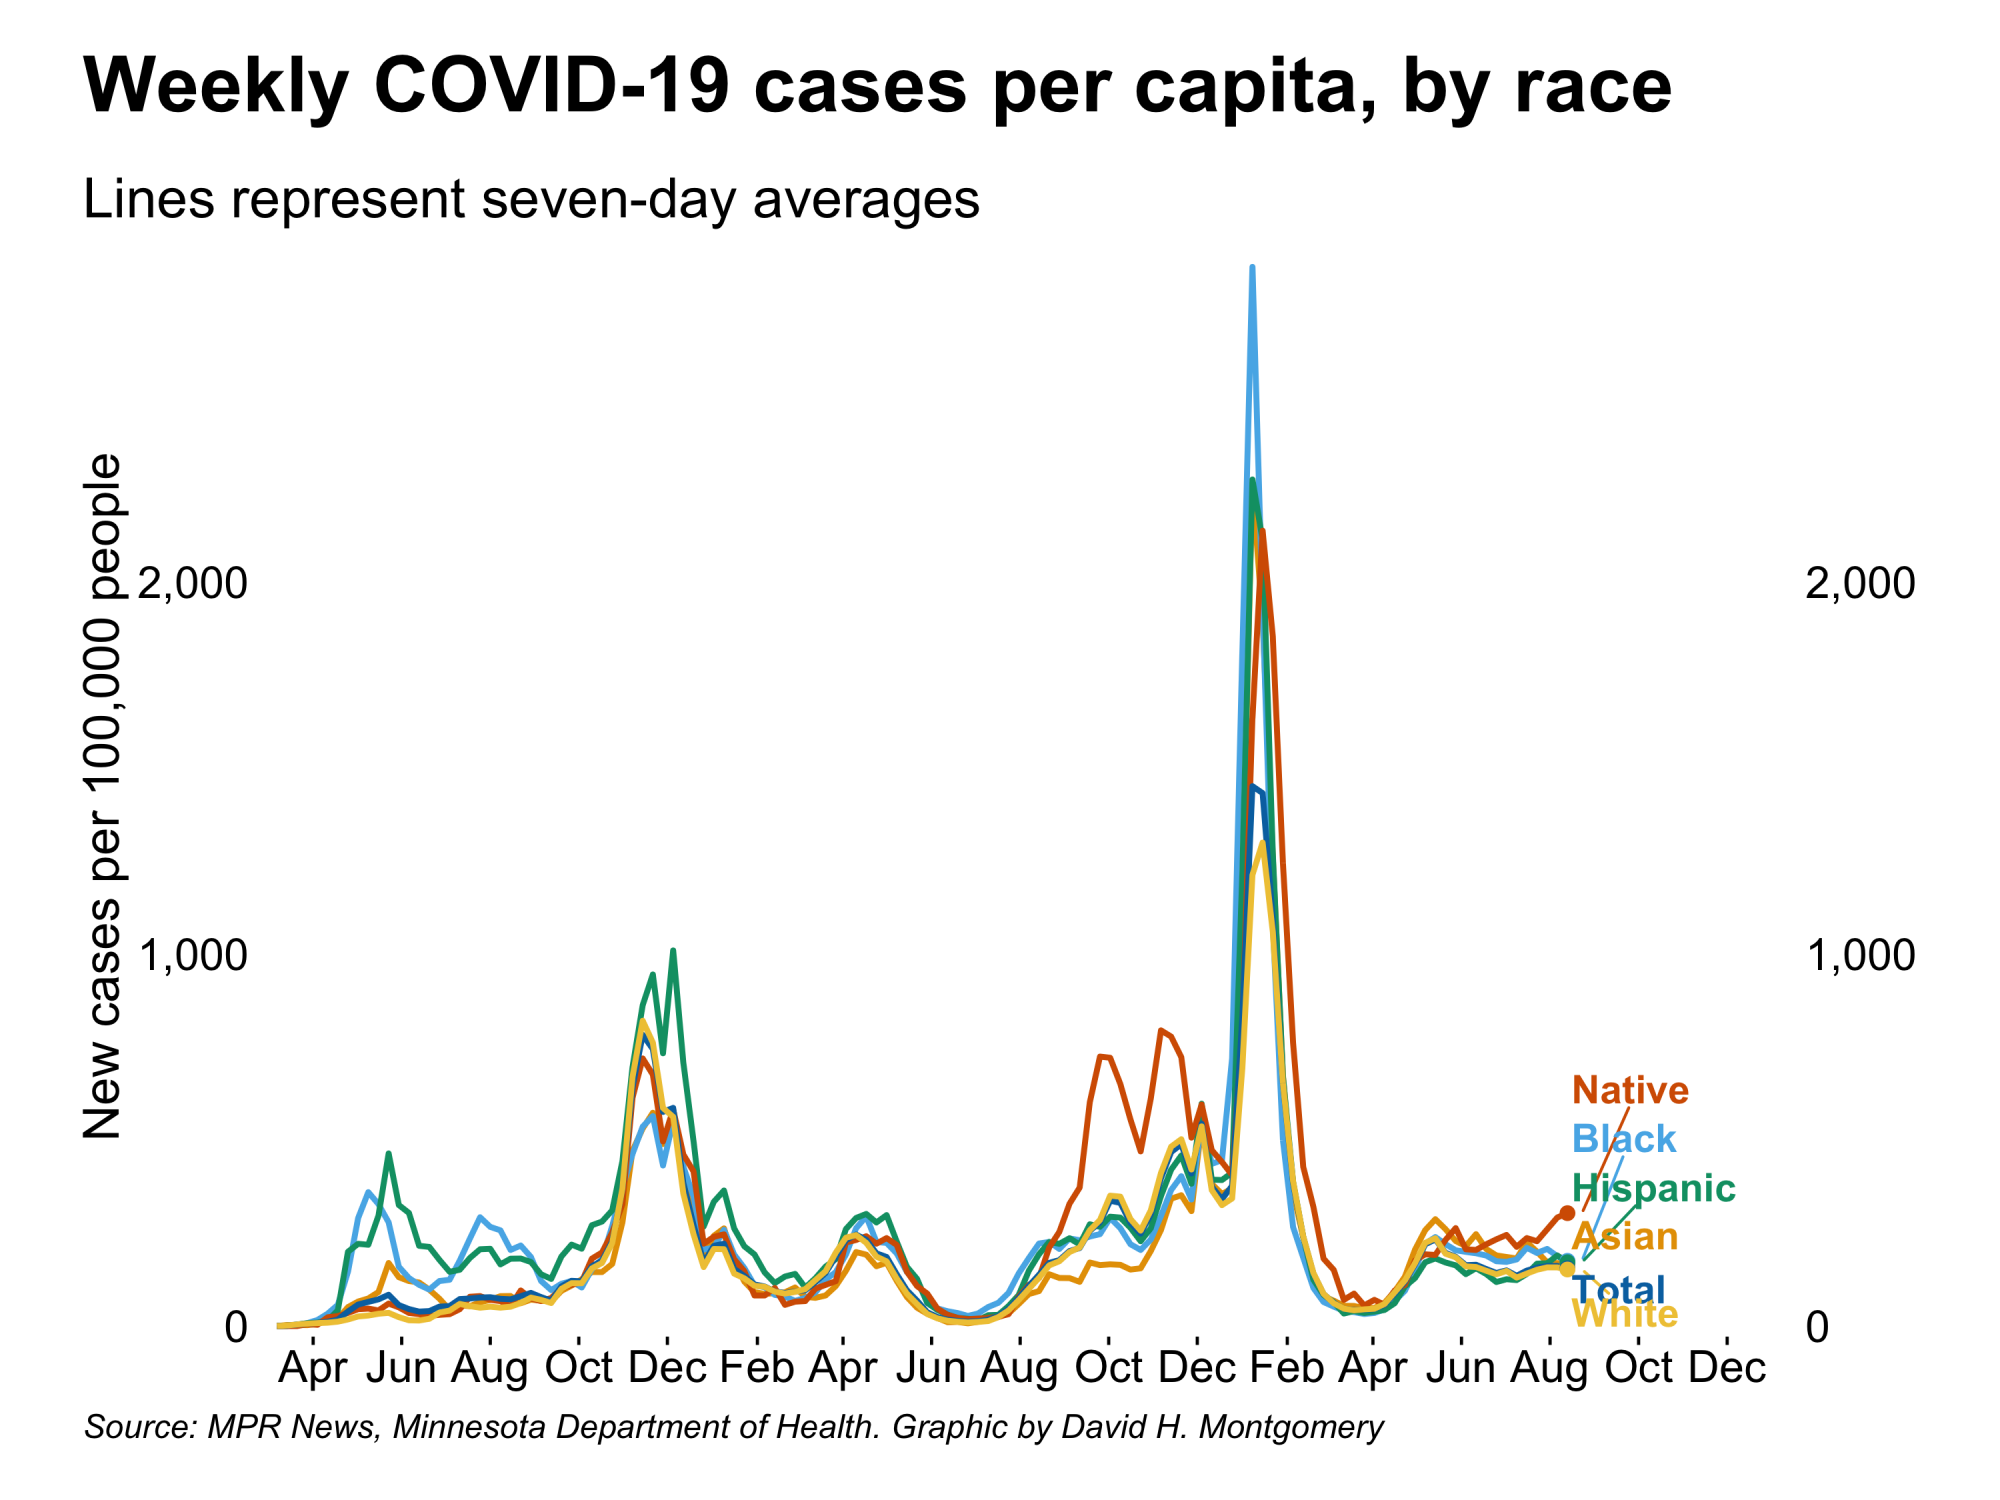 Weekly COVID-19 cases per capita, by race
Lines represent seven-day averages
New cases per 100,000 people
2,000
2,000
1,000
1,000
Native
Black
Hispanic
Asian
Total
White
0
0
Apr Jun Aug Oct Dec Feb Apr Jun Aug Oct Dec Feb Apr Jun Aug Oct Dec
Source: MPR News, Minnesota Department of Health. Graphic by David H. Montgomery